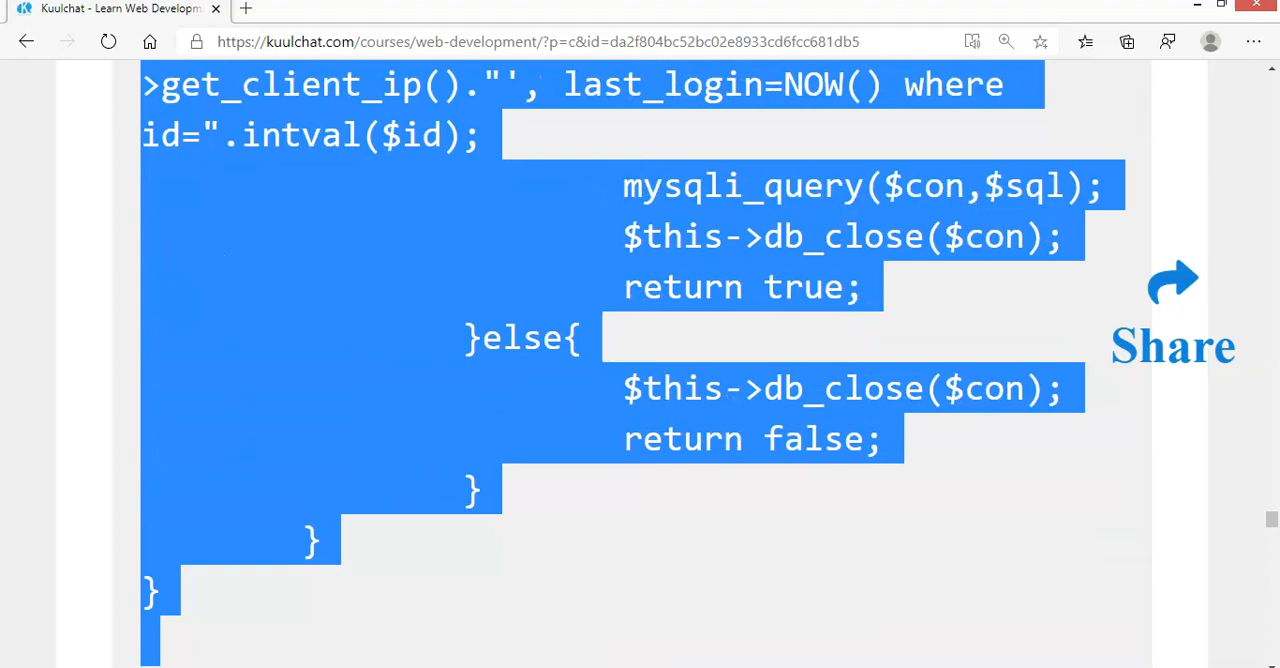 Kuulchat - Learn Web Developm
https://kuulchat.com/courses/web-development/?p=c&id=da2f804bc52bc02e8933cd6fcc681db5
>get_client_ip()."', last_login=NOW() where
id=".intval($id);
mysqli_query($con,$sql);
$this->db_close($con);
return true;
}else{
$this->db_close($con);
return false;
}
}
}
Share